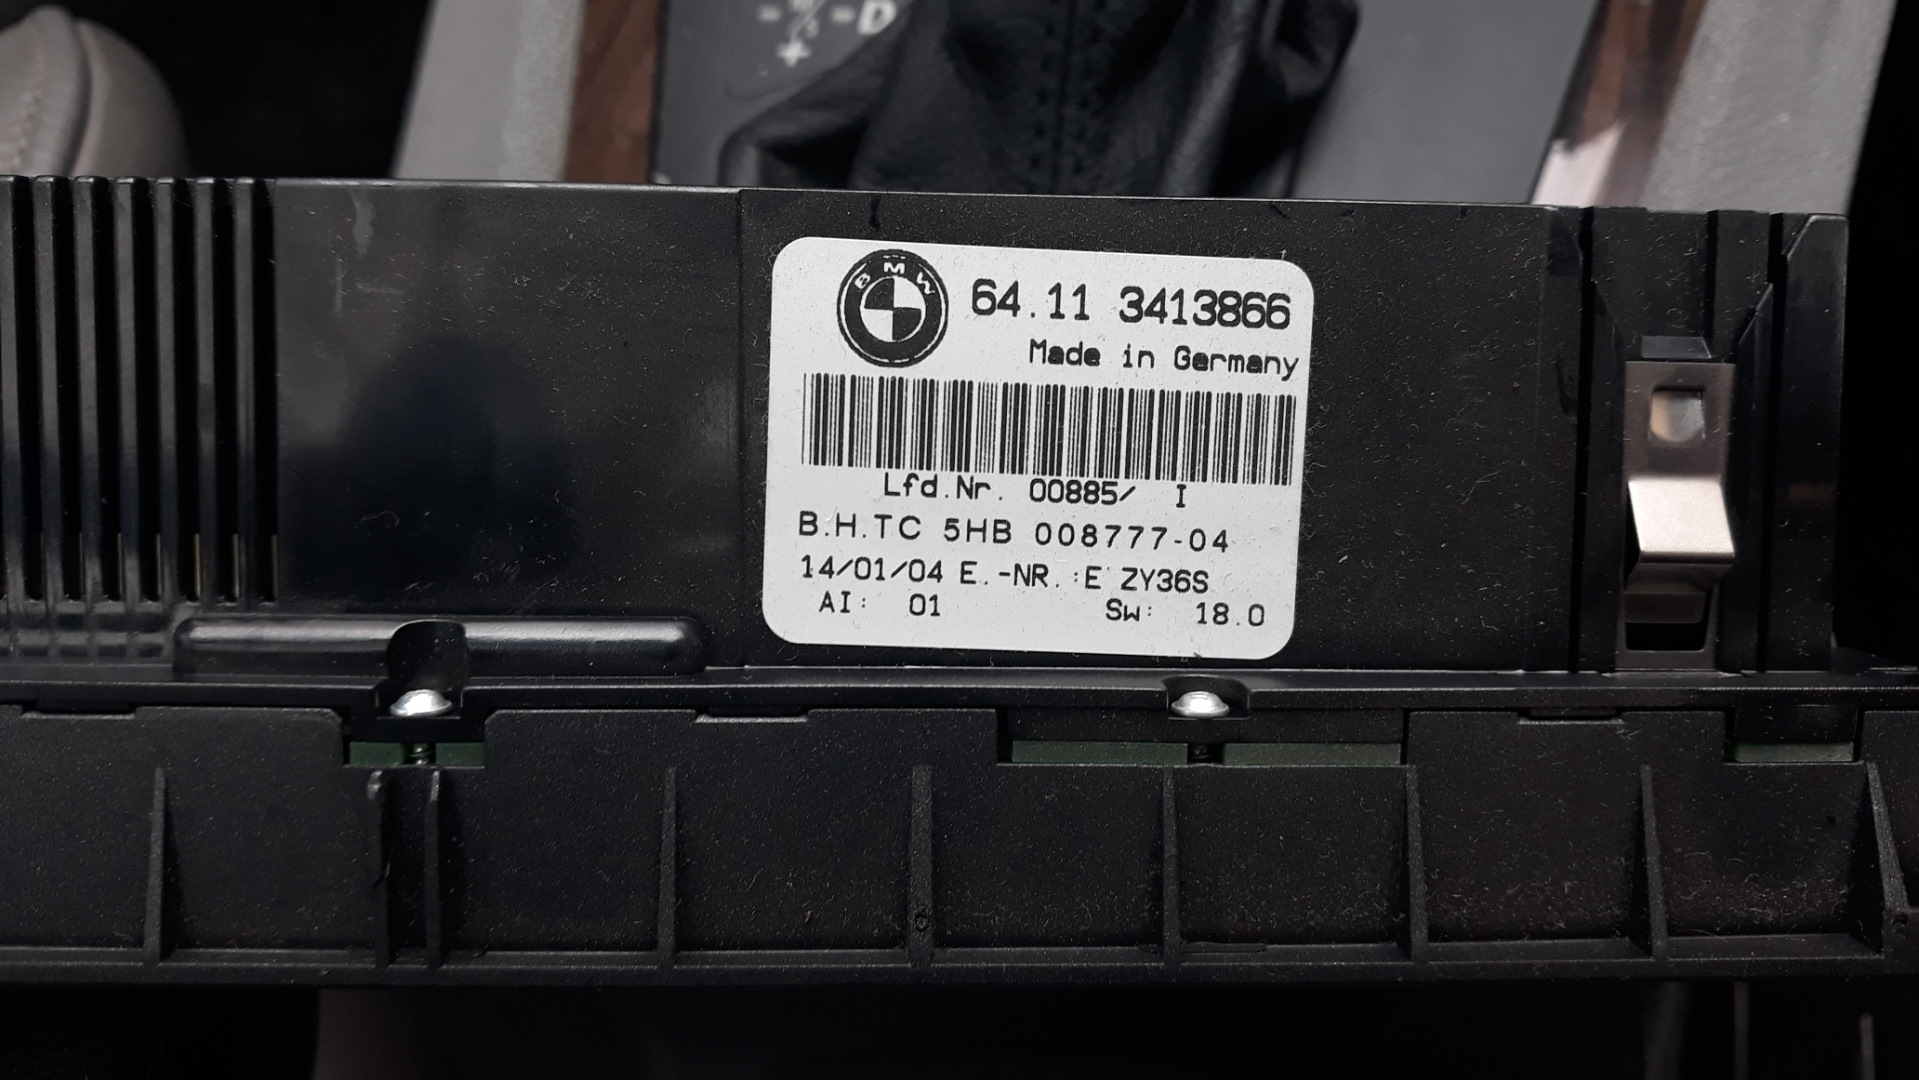 -D
+
BMW
64.11 3413866
Made in Germany
Lfd.Nr. 00885/ I
B.H.TC 5HB 008777-04
14/01/04 E.-NR.:E ZY36S
AI: 01 Sw: 18.0